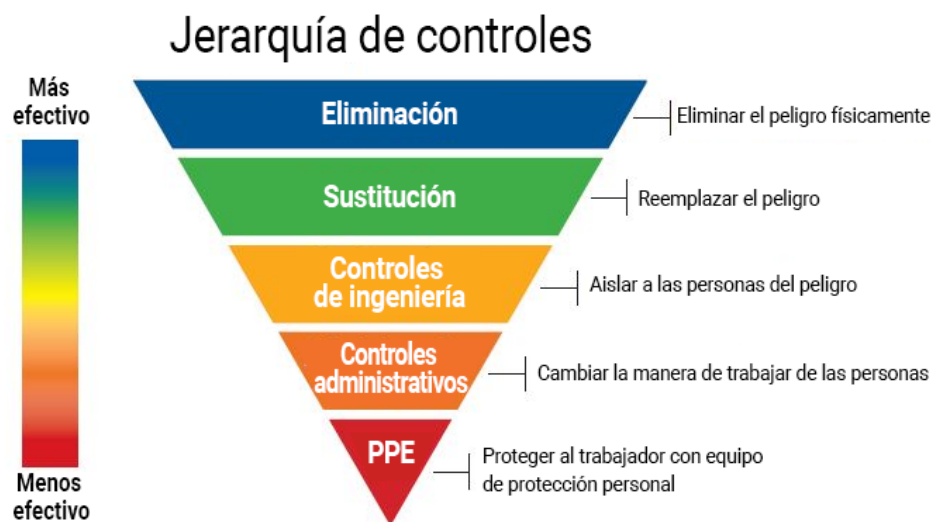 Jerarquía de controles
Más
efectivo
Eliminación
Eliminar el peligro físicamente
Sustitución
Reemplazar el peligro
Controles
de ingeniería
Aislar a las personas del peligro
Controles
administrativos
Cambiar la manera de trabajar de las personas
PPE
Proteger al trabajador con equipo
de protección personal
Menos
efectivo